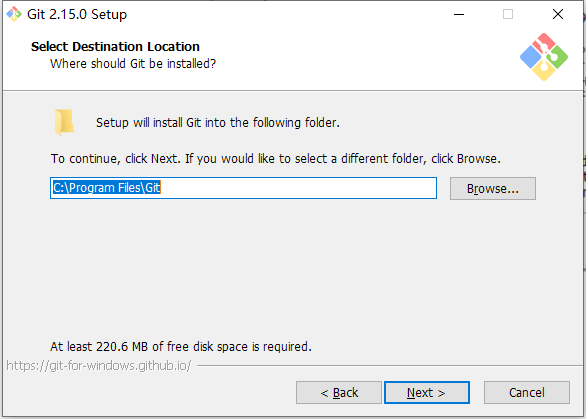 Git 2.15.0 Setup
Select Destination Location
Where should Git be installed?
Setup will install Git into the following folder.
To continue, click Next. If you would like to select a different folder, click Browse.
C:\Program Files\Git
Browse...
At least 220.6 MB of free disk space is required.
https://git-for-windows.github.io/
< Back
Next >
Cancel